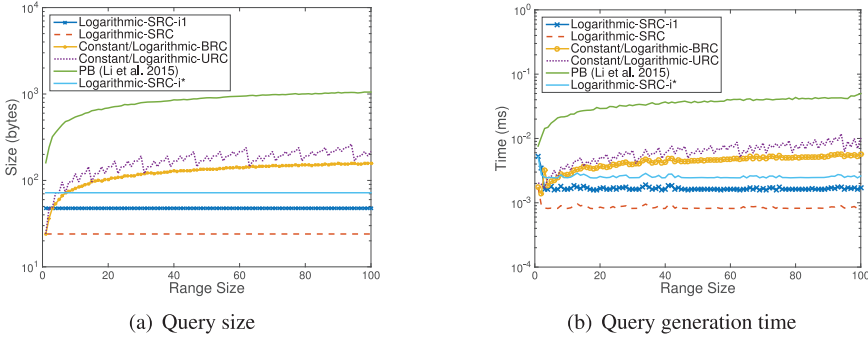 Logarithmic-SRC-i1
Logarithmic-SRC
Constant/Logarithmic-BRC
Constant/Logarithmic-URC
PB (Li et al. 2015)
Logarithmic-SRC-i*
Size (bytes)
10^4
10^3
10^2
10^1
0 20 40 60 80 100
Range Size
(a) Query size
Logarithmic-SRC-i1
Logarithmic-SRC
Constant/Logarithmic-BRC
Constant/Logarithmic-URC
PB (Li et al. 2015)
Logarithmic-SRC-i*
Time (ms)
10^0
10^-1
10^-2
10^-3
10^-4
0 20 40 60 80 100
Range Size
(b) Query generation time